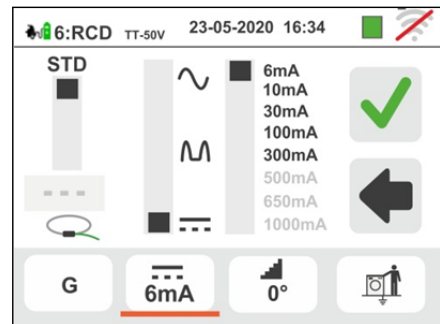 6:RCD TT-50V 23-05-2020 16:34
STD
6mA
10mA
30mA
100mA
300mA
500mA
650mA
1000mA
- - -
G
6mA
0°